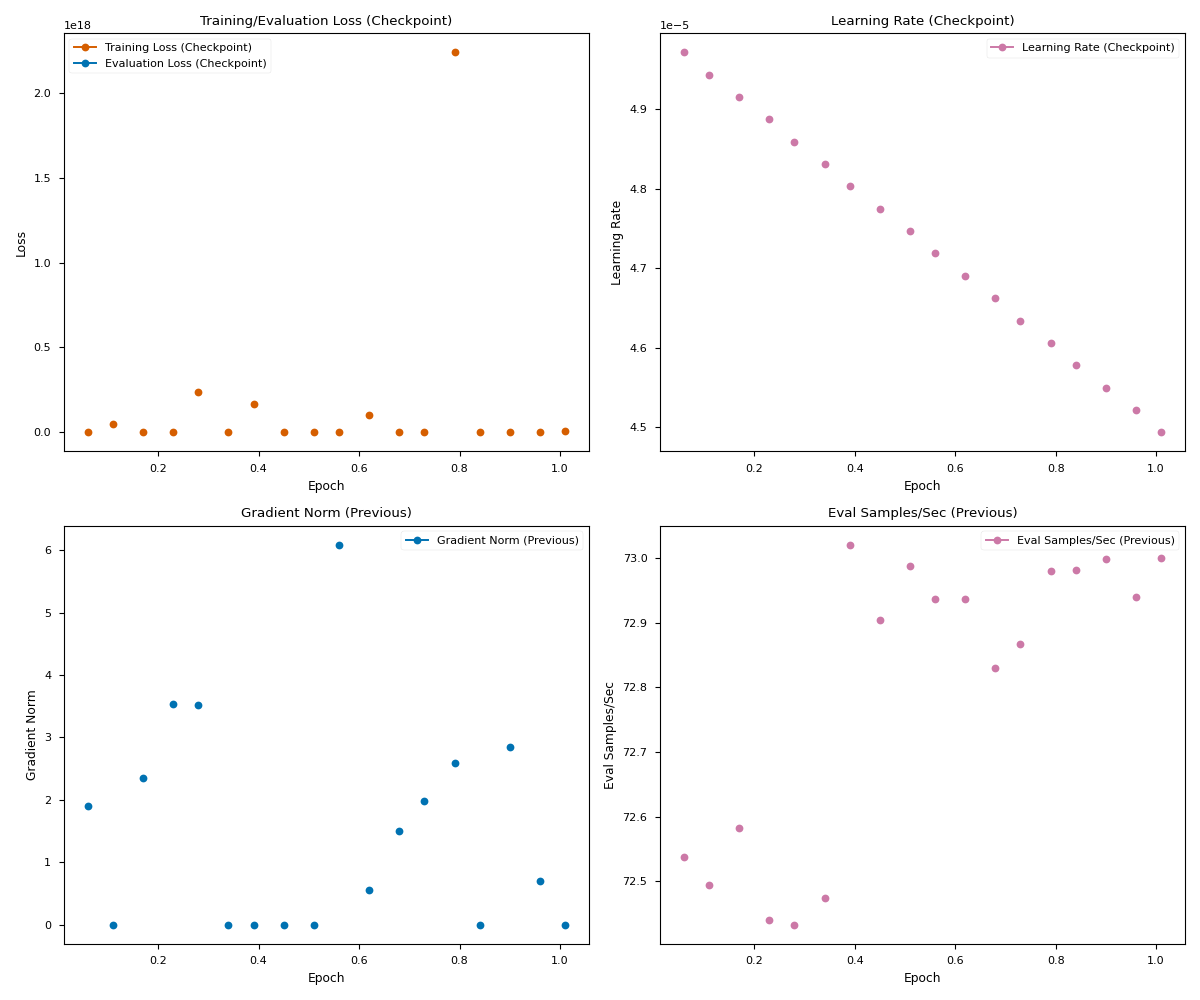 Training/Evaluation Loss (Checkpoint)
1e18
Training Loss (Checkpoint)
Evaluation Loss (Checkpoint)
2.0
1.5
1.0
0.5
0.0
Loss
0.2 0.4 0.6 0.8 1.0
Epoch
Learning Rate (Checkpoint)
1e−5
Learning Rate (Checkpoint)
4.9
4.8
4.7
4.6
4.5
Learning Rate
0.2 0.4 0.6 0.8 1.0
Epoch
Gradient Norm (Previous)
Gradient Norm (Previous)
6
5
4
3
2
1
0
Gradient Norm
0.2 0.4 0.6 0.8 1.0
Epoch
Eval Samples/Sec (Previous)
Eval Samples/Sec (Previous)
73.0
72.9
72.8
72.7
72.6
72.5
Eval Samples/Sec
0.2 0.4 0.6 0.8 1.0
Epoch